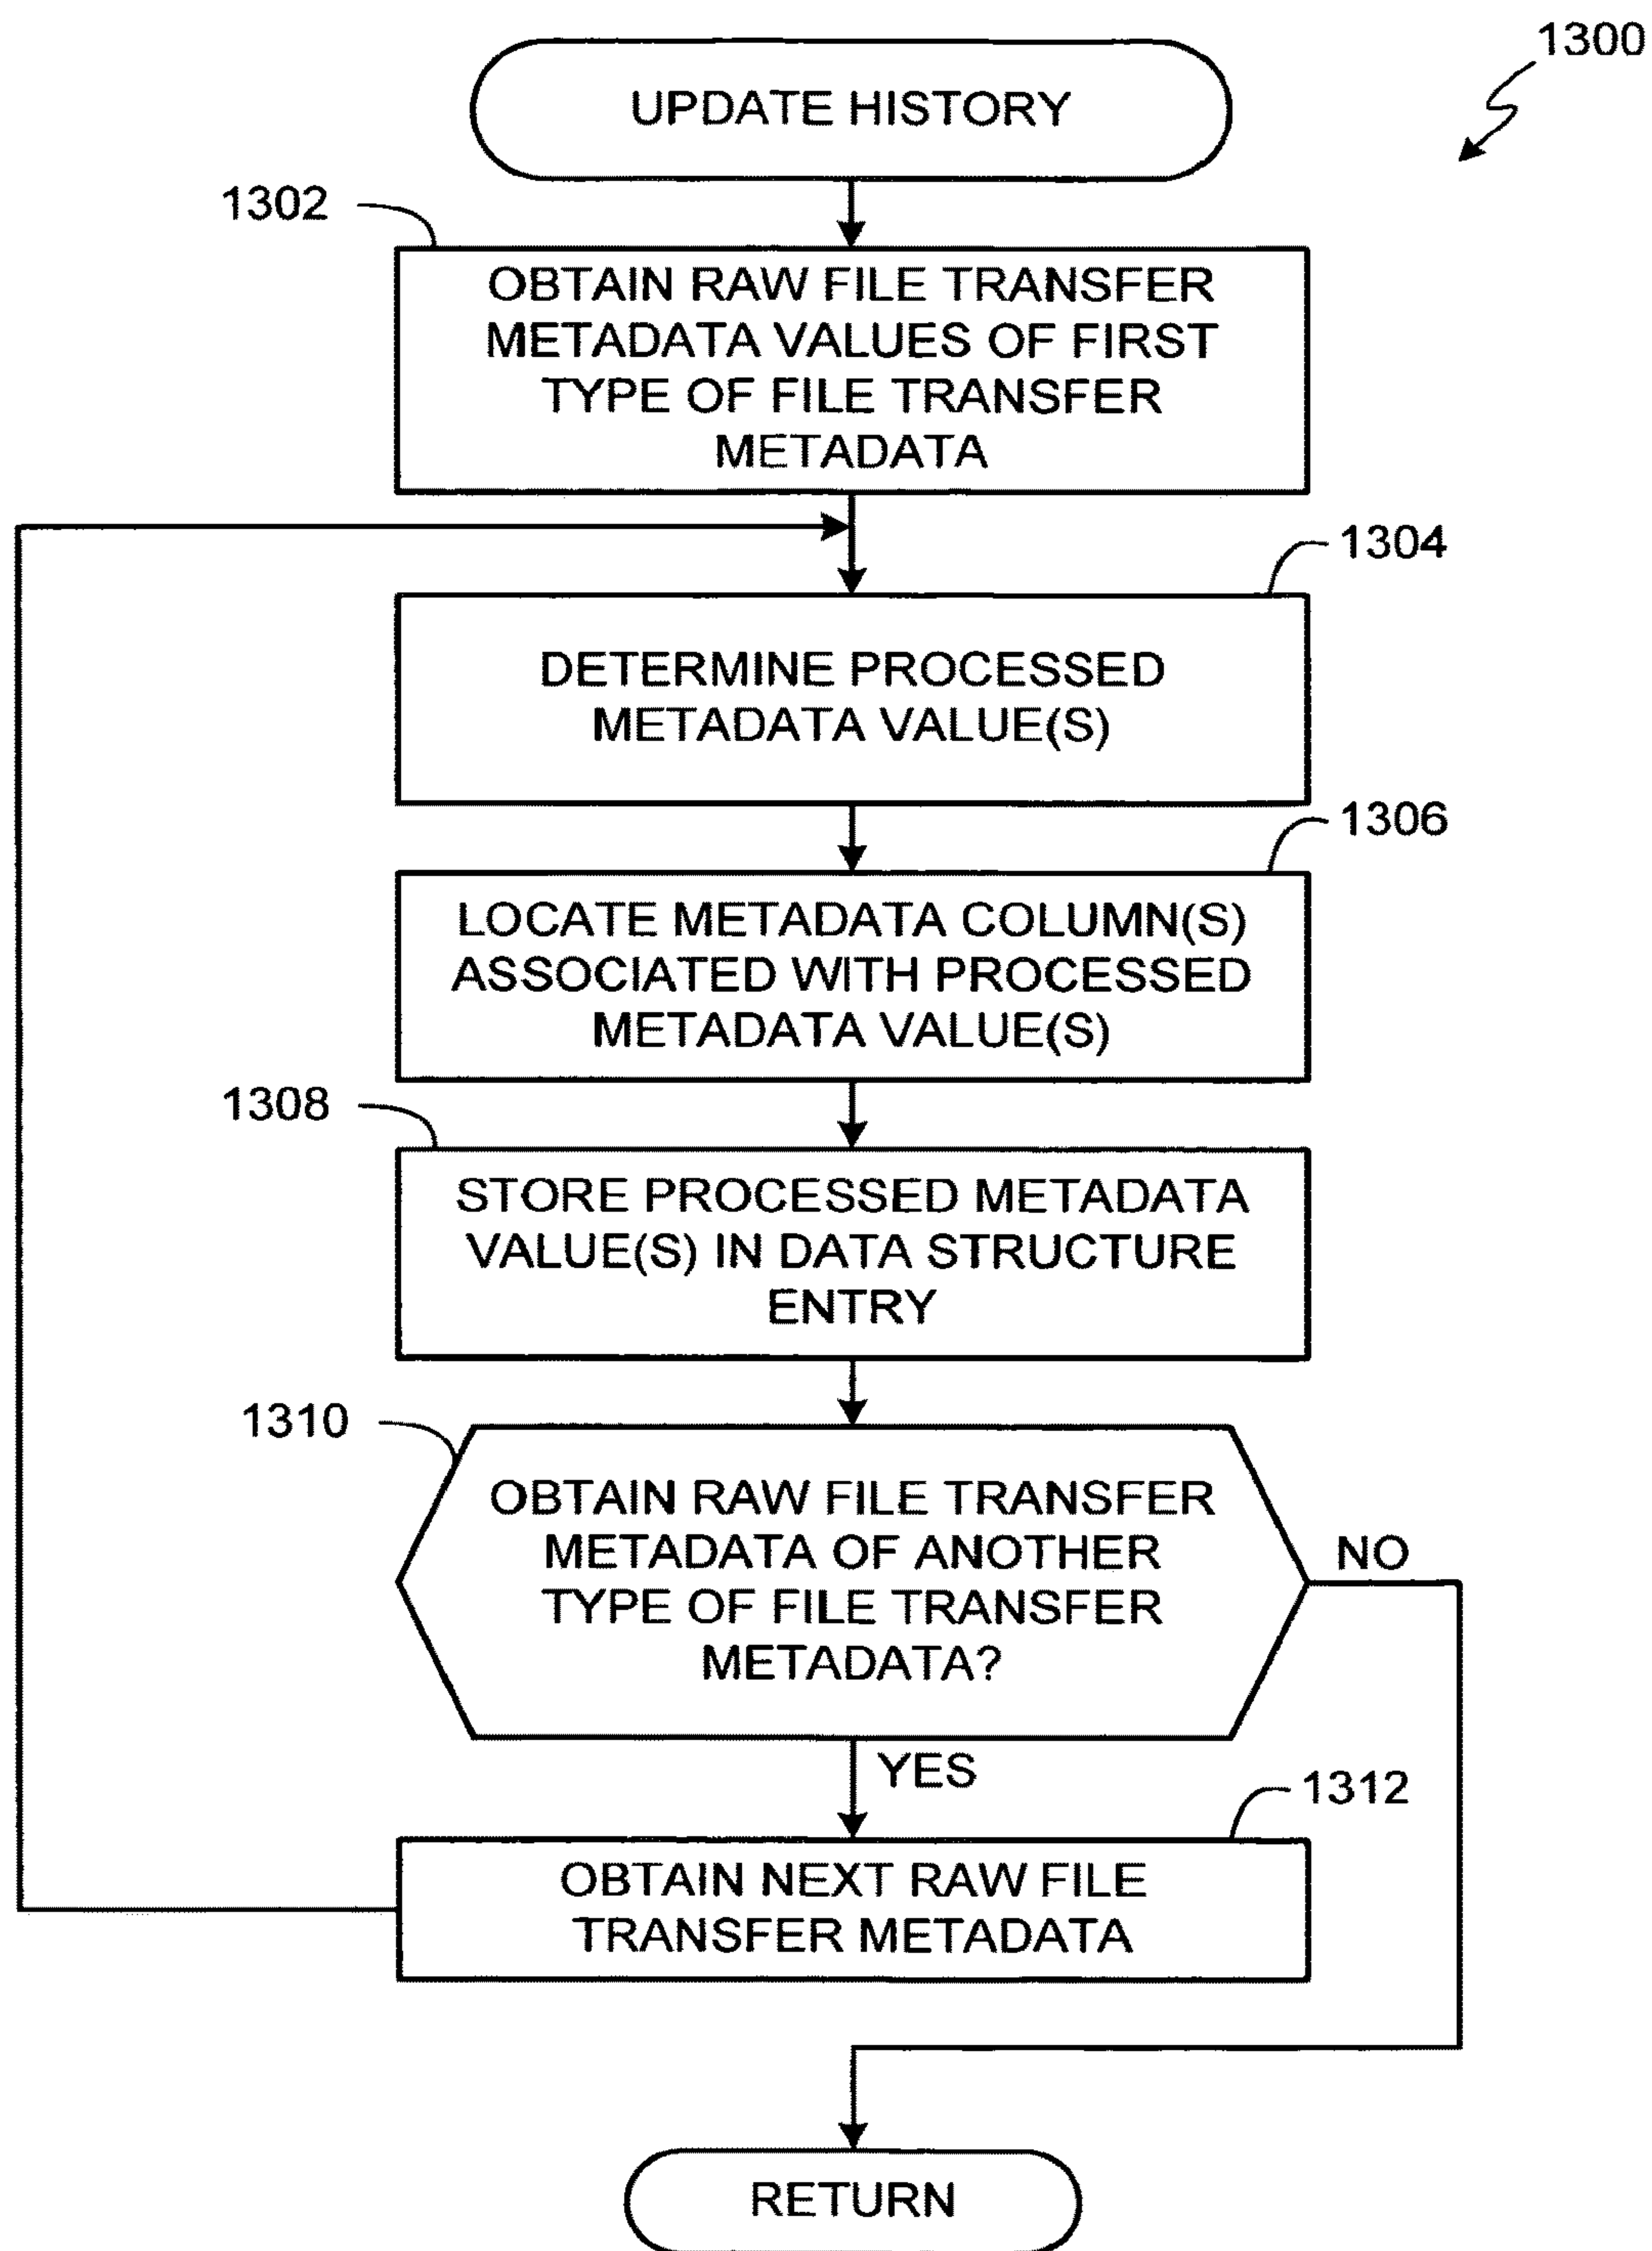 1300
UPDATE HISTORY
1302
OBTAIN RAW FILE TRANSFER
METADATA VALUES OF FIRST
TYPE OF FILE TRANSFER
METADATA
1304
DETERMINE PROCESSED
METADATA VALUE(S)
1306
LOCATE METADATA COLUMN(S)
ASSOCIATED WITH PROCESSED
METADATA VALUE(S)
1308
STORE PROCESSED METADATA
VALUE(S) IN DATA STRUCTURE
ENTRY
1310
OBTAIN RAW FILE TRANSFER
METADATA OF ANOTHER
TYPE OF FILE TRANSFER
METADATA?
NO
YES
1312
OBTAIN NEXT RAW FILE
TRANSFER METADATA
RETURN